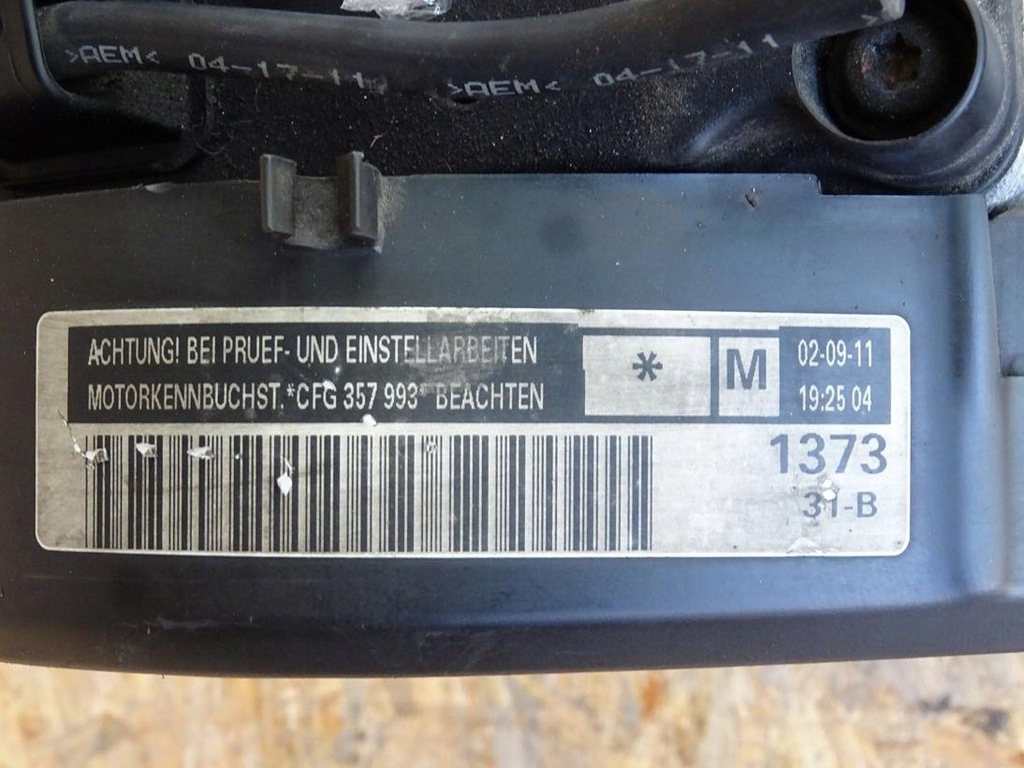 >AEM< 04-17-11 >AEM< 04-17-11
ACHTUNG! BEI PRUEF- UND EINSTELLARBEITEN
MOTORKENNBUCHST.*CFG 357 993* BEACHTEN
* M
02-09-11
19:25 04
1373
31-B